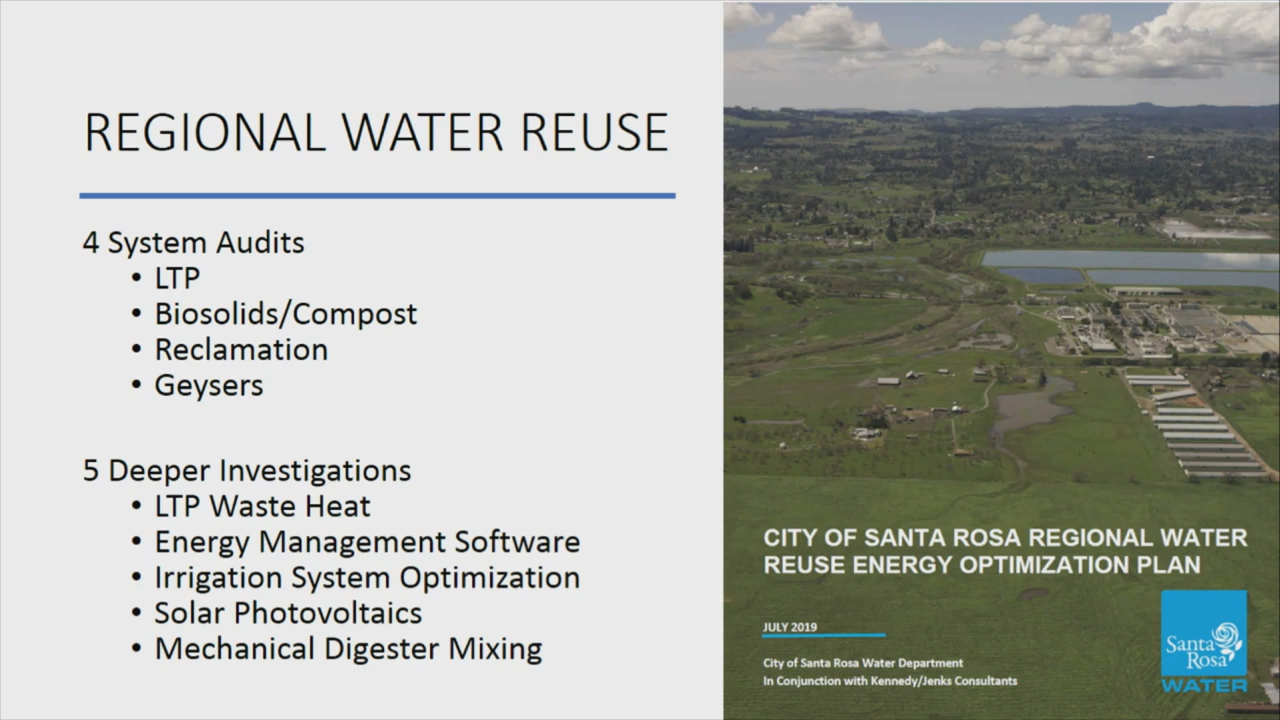 REGIONAL WATER REUSE
4 System Audits
• LTP
• Biosolids/Compost
• Reclamation
• Geysers
5 Deeper Investigations
• LTP Waste Heat
• Energy Management Software
• Irrigation System Optimization
• Solar Photovoltaics
• Mechanical Digester Mixing
CITY OF SANTA ROSA REGIONAL WATER
REUSE ENERGY OPTIMIZATION PLAN
JULY 2019
City of Santa Rosa Water Department
In Conjunction with Kennedy/Jenks Consultants
Santa
Rosa
WATER